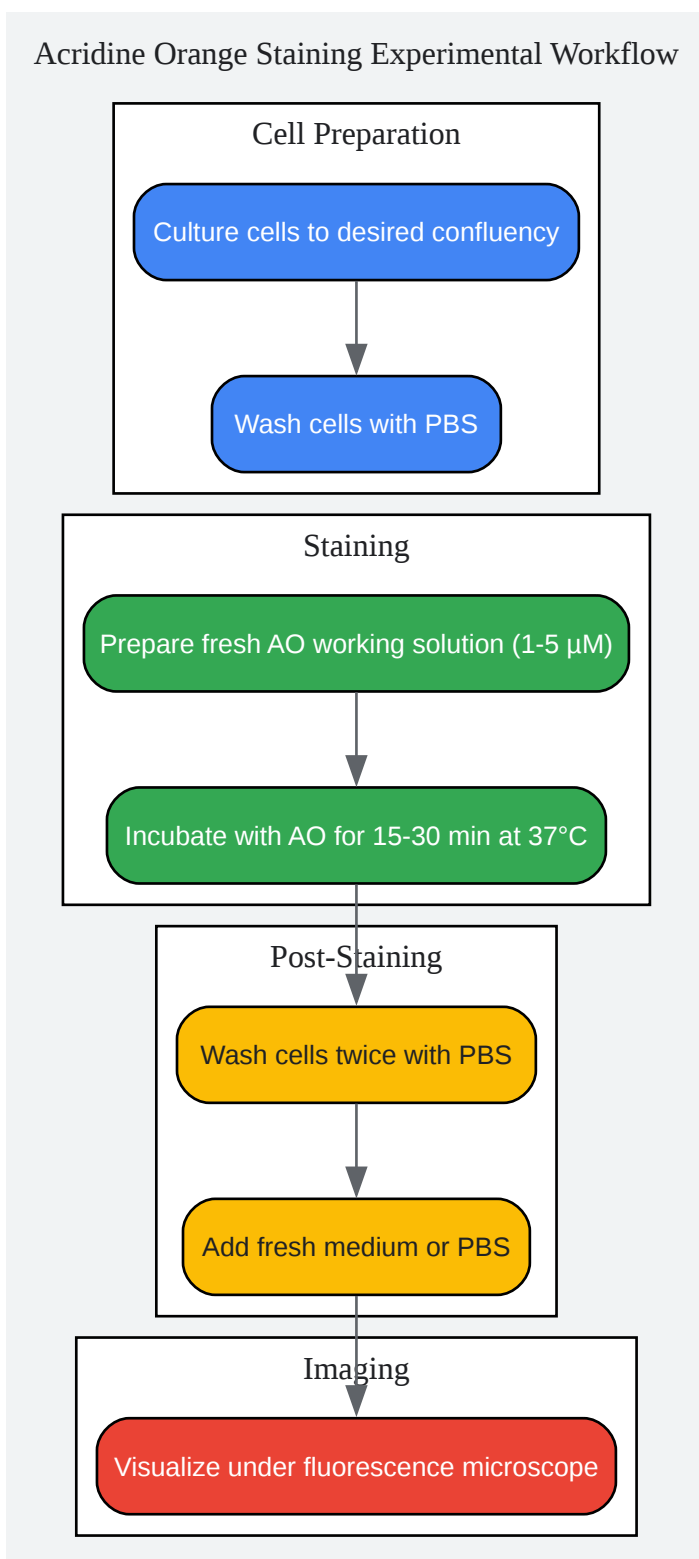 Acridine Orange Staining Experimental Workflow
Cell Preparation
Culture cells to desired confluency
Wash cells with PBS
Staining
Prepare fresh AO working solution (1-5 µM)
Incubate with AO for 15-30 min at 37°C
Post-Staining
Wash cells twice with PBS
Add fresh medium or PBS
Imaging
Visualize under fluorescence microscope